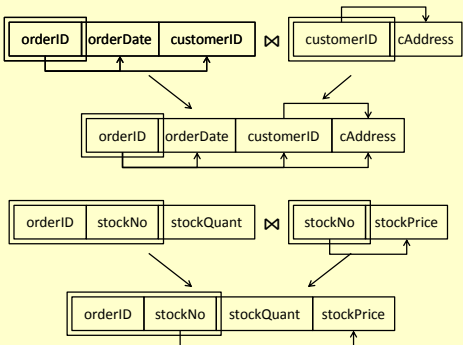 orderID orderDate customerID ⋈ customerID cAddress
orderID orderDate customerID cAddress
orderID stockNo stockQuant ⋈ stockNo stockPrice
orderID stockNo stockQuant stockPrice